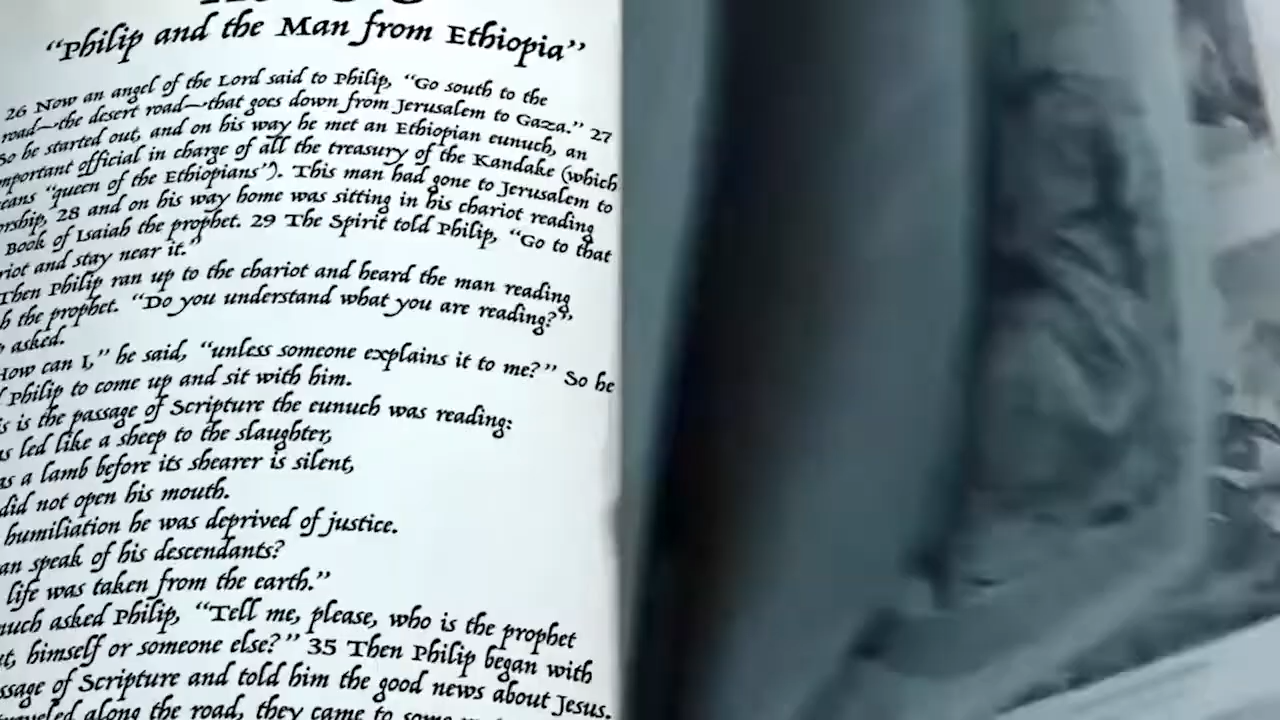 “Philip and the Man from Ethiopia”
26 Now an angel of the Lord said to Philip, “Go south to the
road—the desert road—that goes down from Jerusalem to Gaza.” 27
So he started out, and on his way he met an Ethiopian eunuch, an
mportant official in charge of all the treasury of the Kandake (which
eans “queen of the Ethiopians”). This man had gone to Jerusalem to
orship, 28 and on his way home was sitting in his chariot reading
Book of Isaiah the prophet. 29 The Spirit told Philip, “Go to that
riot and stay near it.”
Then Philip ran up to the chariot and heard the man reading
h the prophet. “Do you understand what you are reading?”
asked.
How can I,” he said, “unless someone explains it to me?” So he
Philip to come up and sit with him.
s is the passage of Scripture the eunuch was reading:
as led like a sheep to the slaughter,
as a lamb before its shearer is silent,
did not open his mouth.
humiliation he was deprived of justice.
an speak of his descendants?
life was taken from the earth.”
nuch asked Philip, “Tell me, please, who is the prophet
ut, himself or someone else?” 35 Then Philip began with
ssage of Scripture and told him the good news about Jesus.
traveled along the road, they came to some